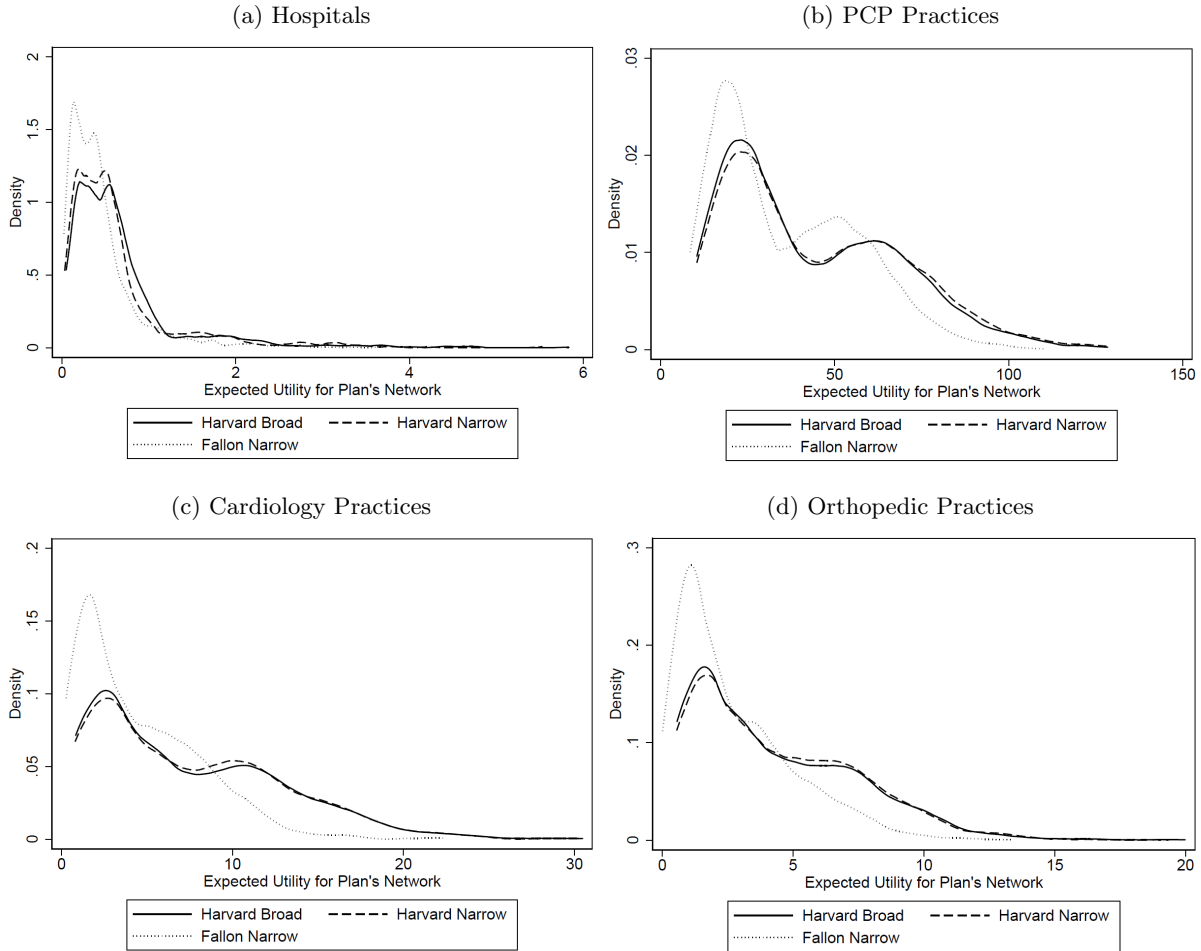 (a) Hospitals
2
1.5
1
.5
0
Density
0 2 4 6
Expected Utility for Plan's Network
Harvard Broad Harvard Narrow
Fallon Narrow
(b) PCP Practices
.03
.02
.01
0
Density
0 50 100 150
Expected Utility for Plan's Network
Harvard Broad Harvard Narrow
Fallon Narrow
(c) Cardiology Practices
.2
.15
.1
.05
0
Density
0 10 20 30
Expected Utility for Plan's Network
Harvard Broad Harvard Narrow
Fallon Narrow
(d) Orthopedic Practices
.3
.2
.1
0
Density
0 5 10 15 20
Expected Utility for Plan's Network
Harvard Broad Harvard Narrow
Fallon Narrow